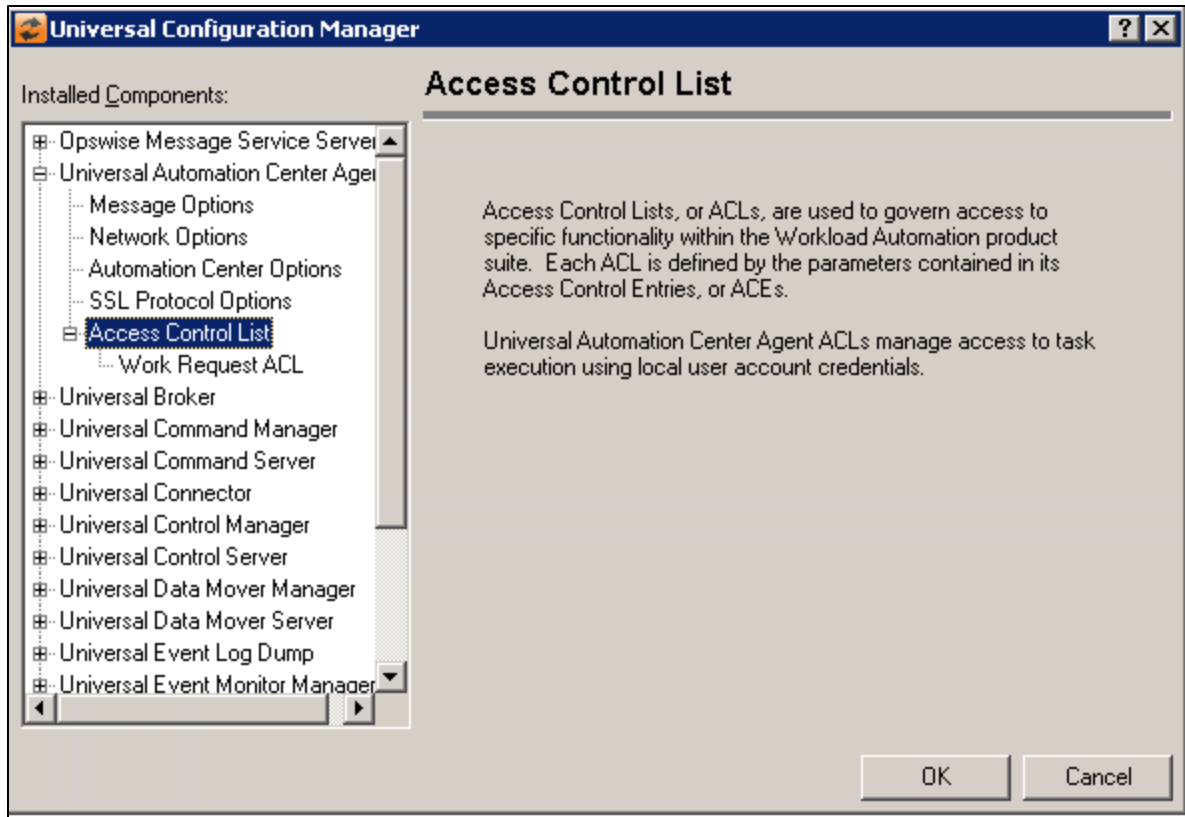 Universal Configuration Manager
Installed Components:
Opswise Message Service Server
Universal Automation Center Agen
Message Options
Network Options
Automation Center Options
SSL Protocol Options
Access Control List
Work Request ACL
Universal Broker
Universal Command Manager
Universal Command Server
Universal Connector
Universal Control Manager
Universal Control Server
Universal Data Mover Manager
Universal Data Mover Server
Universal Event Log Dump
Universal Event Monitor Manager
Access Control List
Access Control Lists, or ACLs, are used to govern access to
specific functionality within the Workload Automation product
suite. Each ACL is defined by the parameters contained in its
Access Control Entries, or ACEs.
Universal Automation Center Agent ACLs manage access to task
execution using local user account credentials.
OK
Cancel